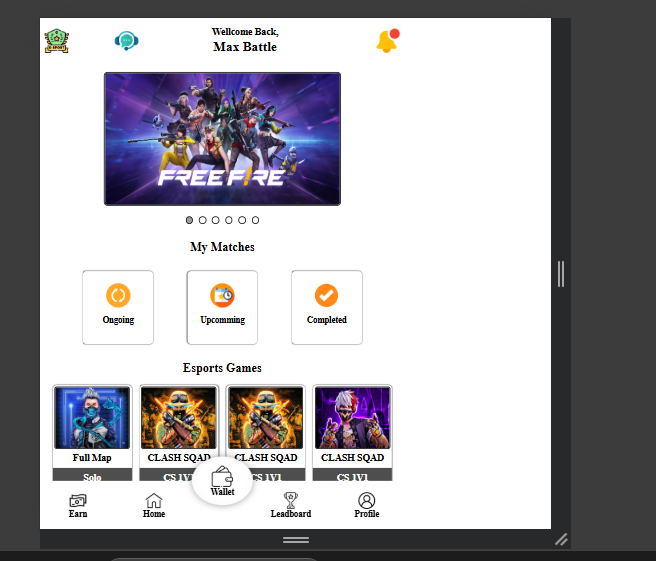 Wellcome Back,
Max Battle
E-SPORT
FREE FIRE
My Matches
Ongoing
Upcomming
Completed
Esports Games
Full Map
CLASH SQAD
CLASH SQAD
CLASH SQAD
Solo
CS 1V1
CS 1V1
CS 1V1
Wallet
Earn
Home
Leadboard
Profile